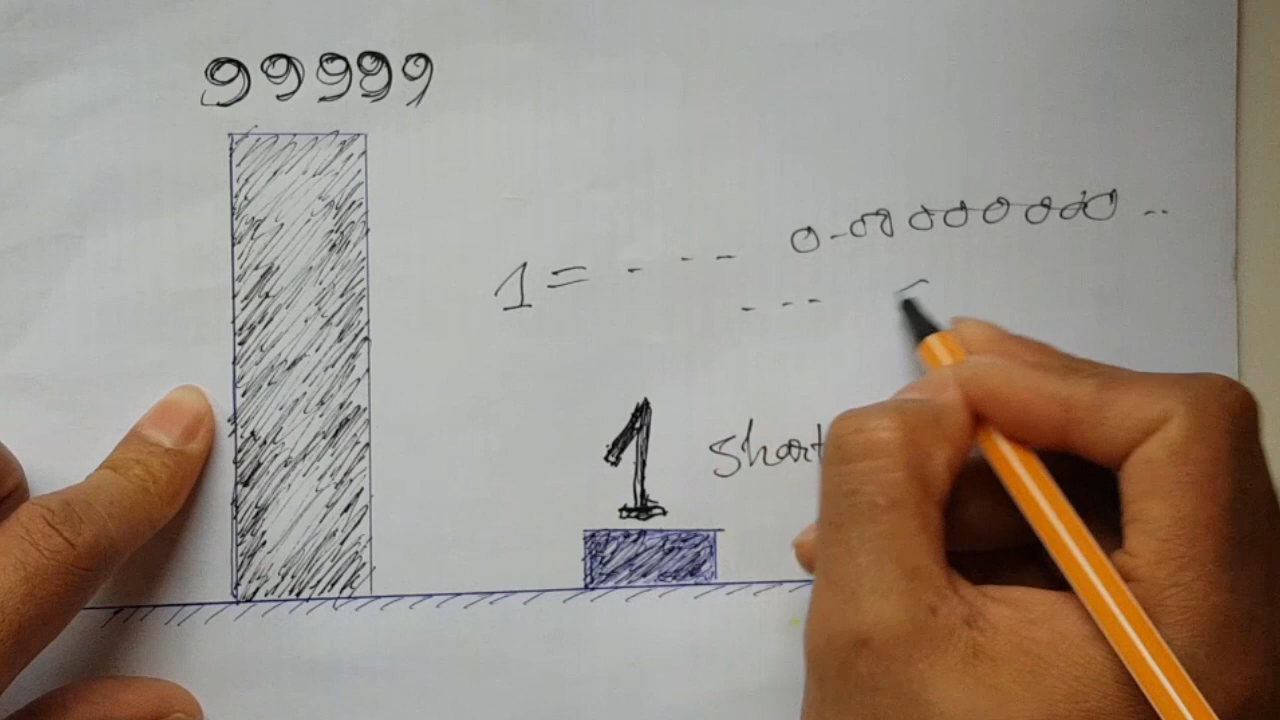 99999
1 = - - - 0-000000000 ..
- - - -
1 short